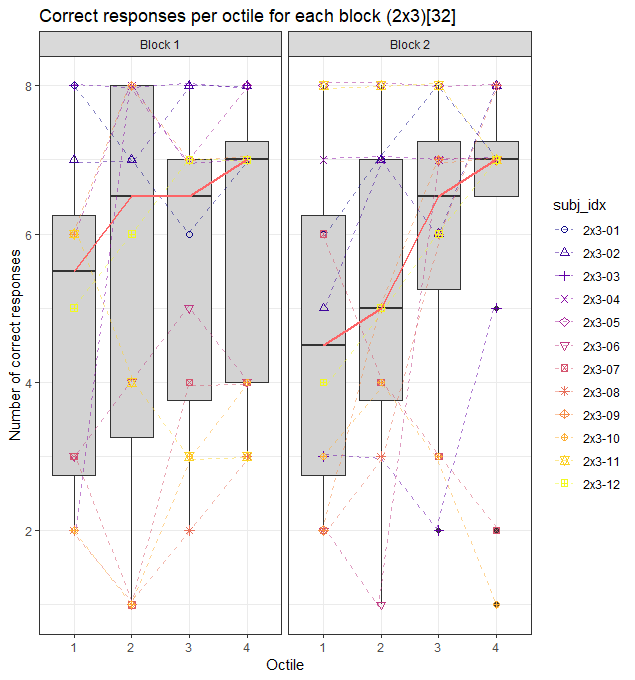 Correct responses per octile for each block (2x3)[32]
Block 1
Block 2
8
6
4
2
Number of correct responses
1 2 3 4
1 2 3 4
Octile
subj_idx
2x3-01
2x3-02
2x3-03
2x3-04
2x3-05
2x3-06
2x3-07
2x3-08
2x3-09
2x3-10
2x3-11
2x3-12